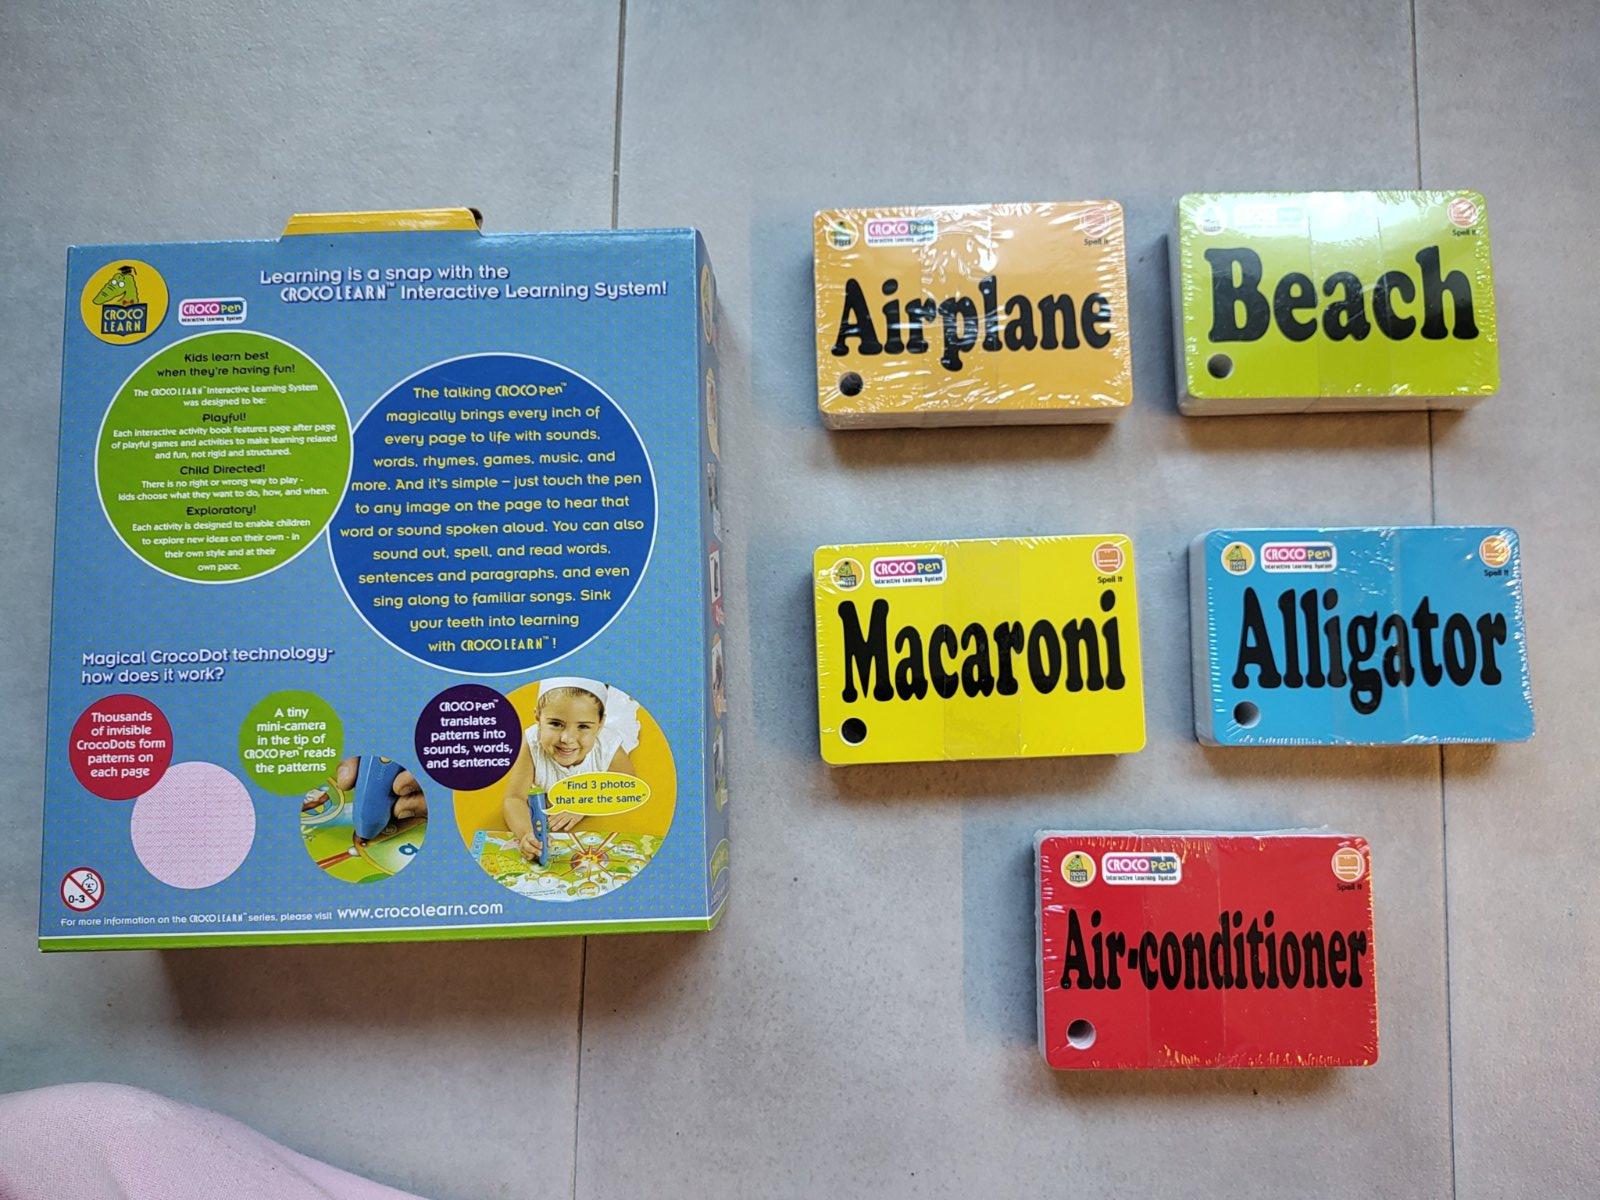 Learning is a snap with the
CROCOLEARN™ Interactive Learning System!
CROCO
LEARN
CROCO Pen
Interactive Learning System
Kids learn best
when they're having fun!
The CROCOLEARN™ Interactive Learning System
was designed to be:
Playful!
Each interactive activity book features page after page
of playful games and activities to make learning relaxed
and fun, not rigid and structured.
Child Directed!
There is no right or wrong way to play -
kids choose what they want to do, how, and when.
Exploratory!
Each activity is designed to enable children
to explore new ideas on their own - in
their own style and at their
own pace.
The talking CROCO Pen™
magically brings every inch of
every page to life with sounds,
words, rhymes, games, music, and
more. And it's simple – just touch the pen
to any image on the page to hear that
word or sound spoken aloud. You can also
sound out, spell, and read words,
sentences and paragraphs, and even
sing along to familiar songs. Sink
your teeth into learning
with CROCOLEARN™ !
Magical CrocoDot technology-
how does it work?
Thousands
of invisible
CrocoDots form
patterns on
each page
A tiny
mini-camera
in the tip of
CROCO Pen™ reads
the patterns
CROCO Pen™
translates
patterns into
sounds, words,
and sentences
"Find 3 photos
that are the same"
0-3
For more information on the CROCOLEARN™ series, please visit www.crocolearn.com
CROCO Pen
Interactive Learning System
Spell It
Airplane
Spell It
Beach
CROCO Pen
Interactive Learning System
Spell It
Macaroni
CROCO Pen
Interactive Learning System
Spell It
Alligator
CROCO
LEARN
CROCO Pen
Interactive Learning System
Spell It
Air-conditioner